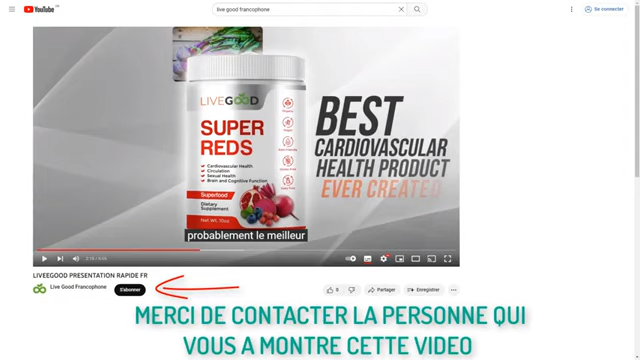 YouTube
live good francophone
Se connecter
LIVEGOOD
SUPER
REDS
Cardiovascular Health
Circulation
Sexual Health
Brain and Cognitive Function
Superfood
Dietary
Supplement
BEST
CARDIOVASCULAR
HEALTH PRODUCT
EVER CREATED
probablement le meilleur
LIVEGOOD PRESENTATION RAPIDE FR
Live Good Francophone
S'abonner
Partager
Enregistrer
MERCI DE CONTACTER LA PERSONNE QUI
VOUS A MONTRE CETTE VIDEO